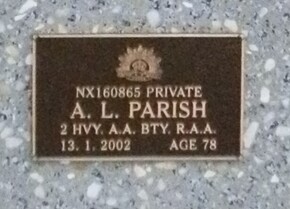 NX160865 PRIVATE
A. L. PARISH
2 HVY. A.A. BTY. R.A.A.
13. 1. 2002 AGE 78